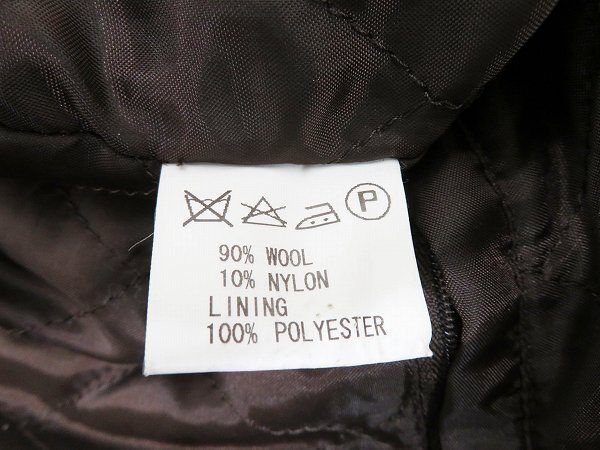 P
90% WOOL
10% NYLON
LINING
100% POLYESTER